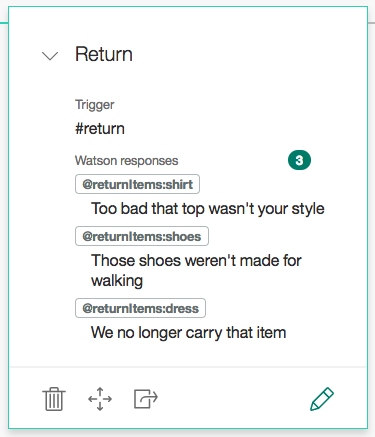 Return
Trigger
#return
Watson responses 3
@returnItems:shirt
Too bad that top wasn't your style
@returnItems:shoes
Those shoes weren't made for
walking
@returnItems:dress
We no longer carry that item